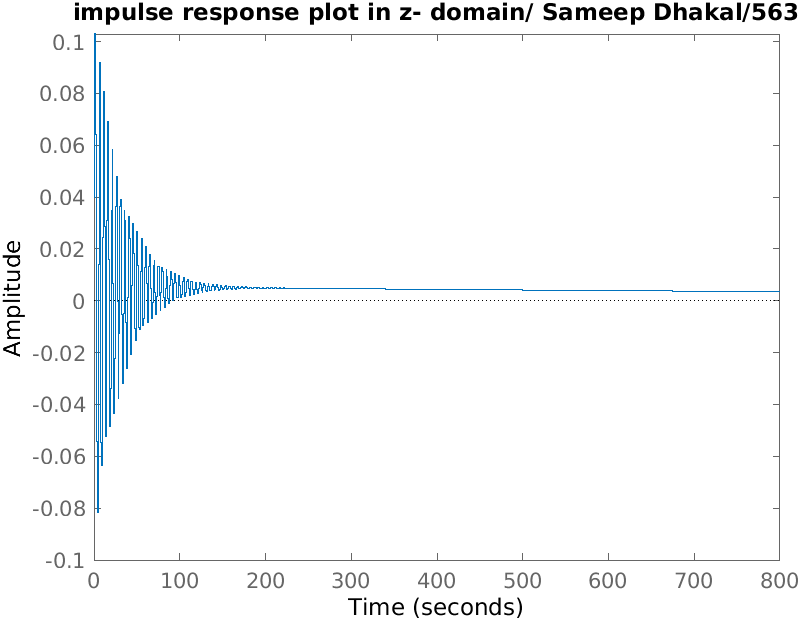 impulse response plot in z- domain/ Sameep Dhakal/563
0.1
0.08
0.06
0.04
0.02
0
-0.02
-0.04
-0.06
-0.08
-0.1
Amplitude
0 100 200 300 400 500 600 700 800
Time (seconds)